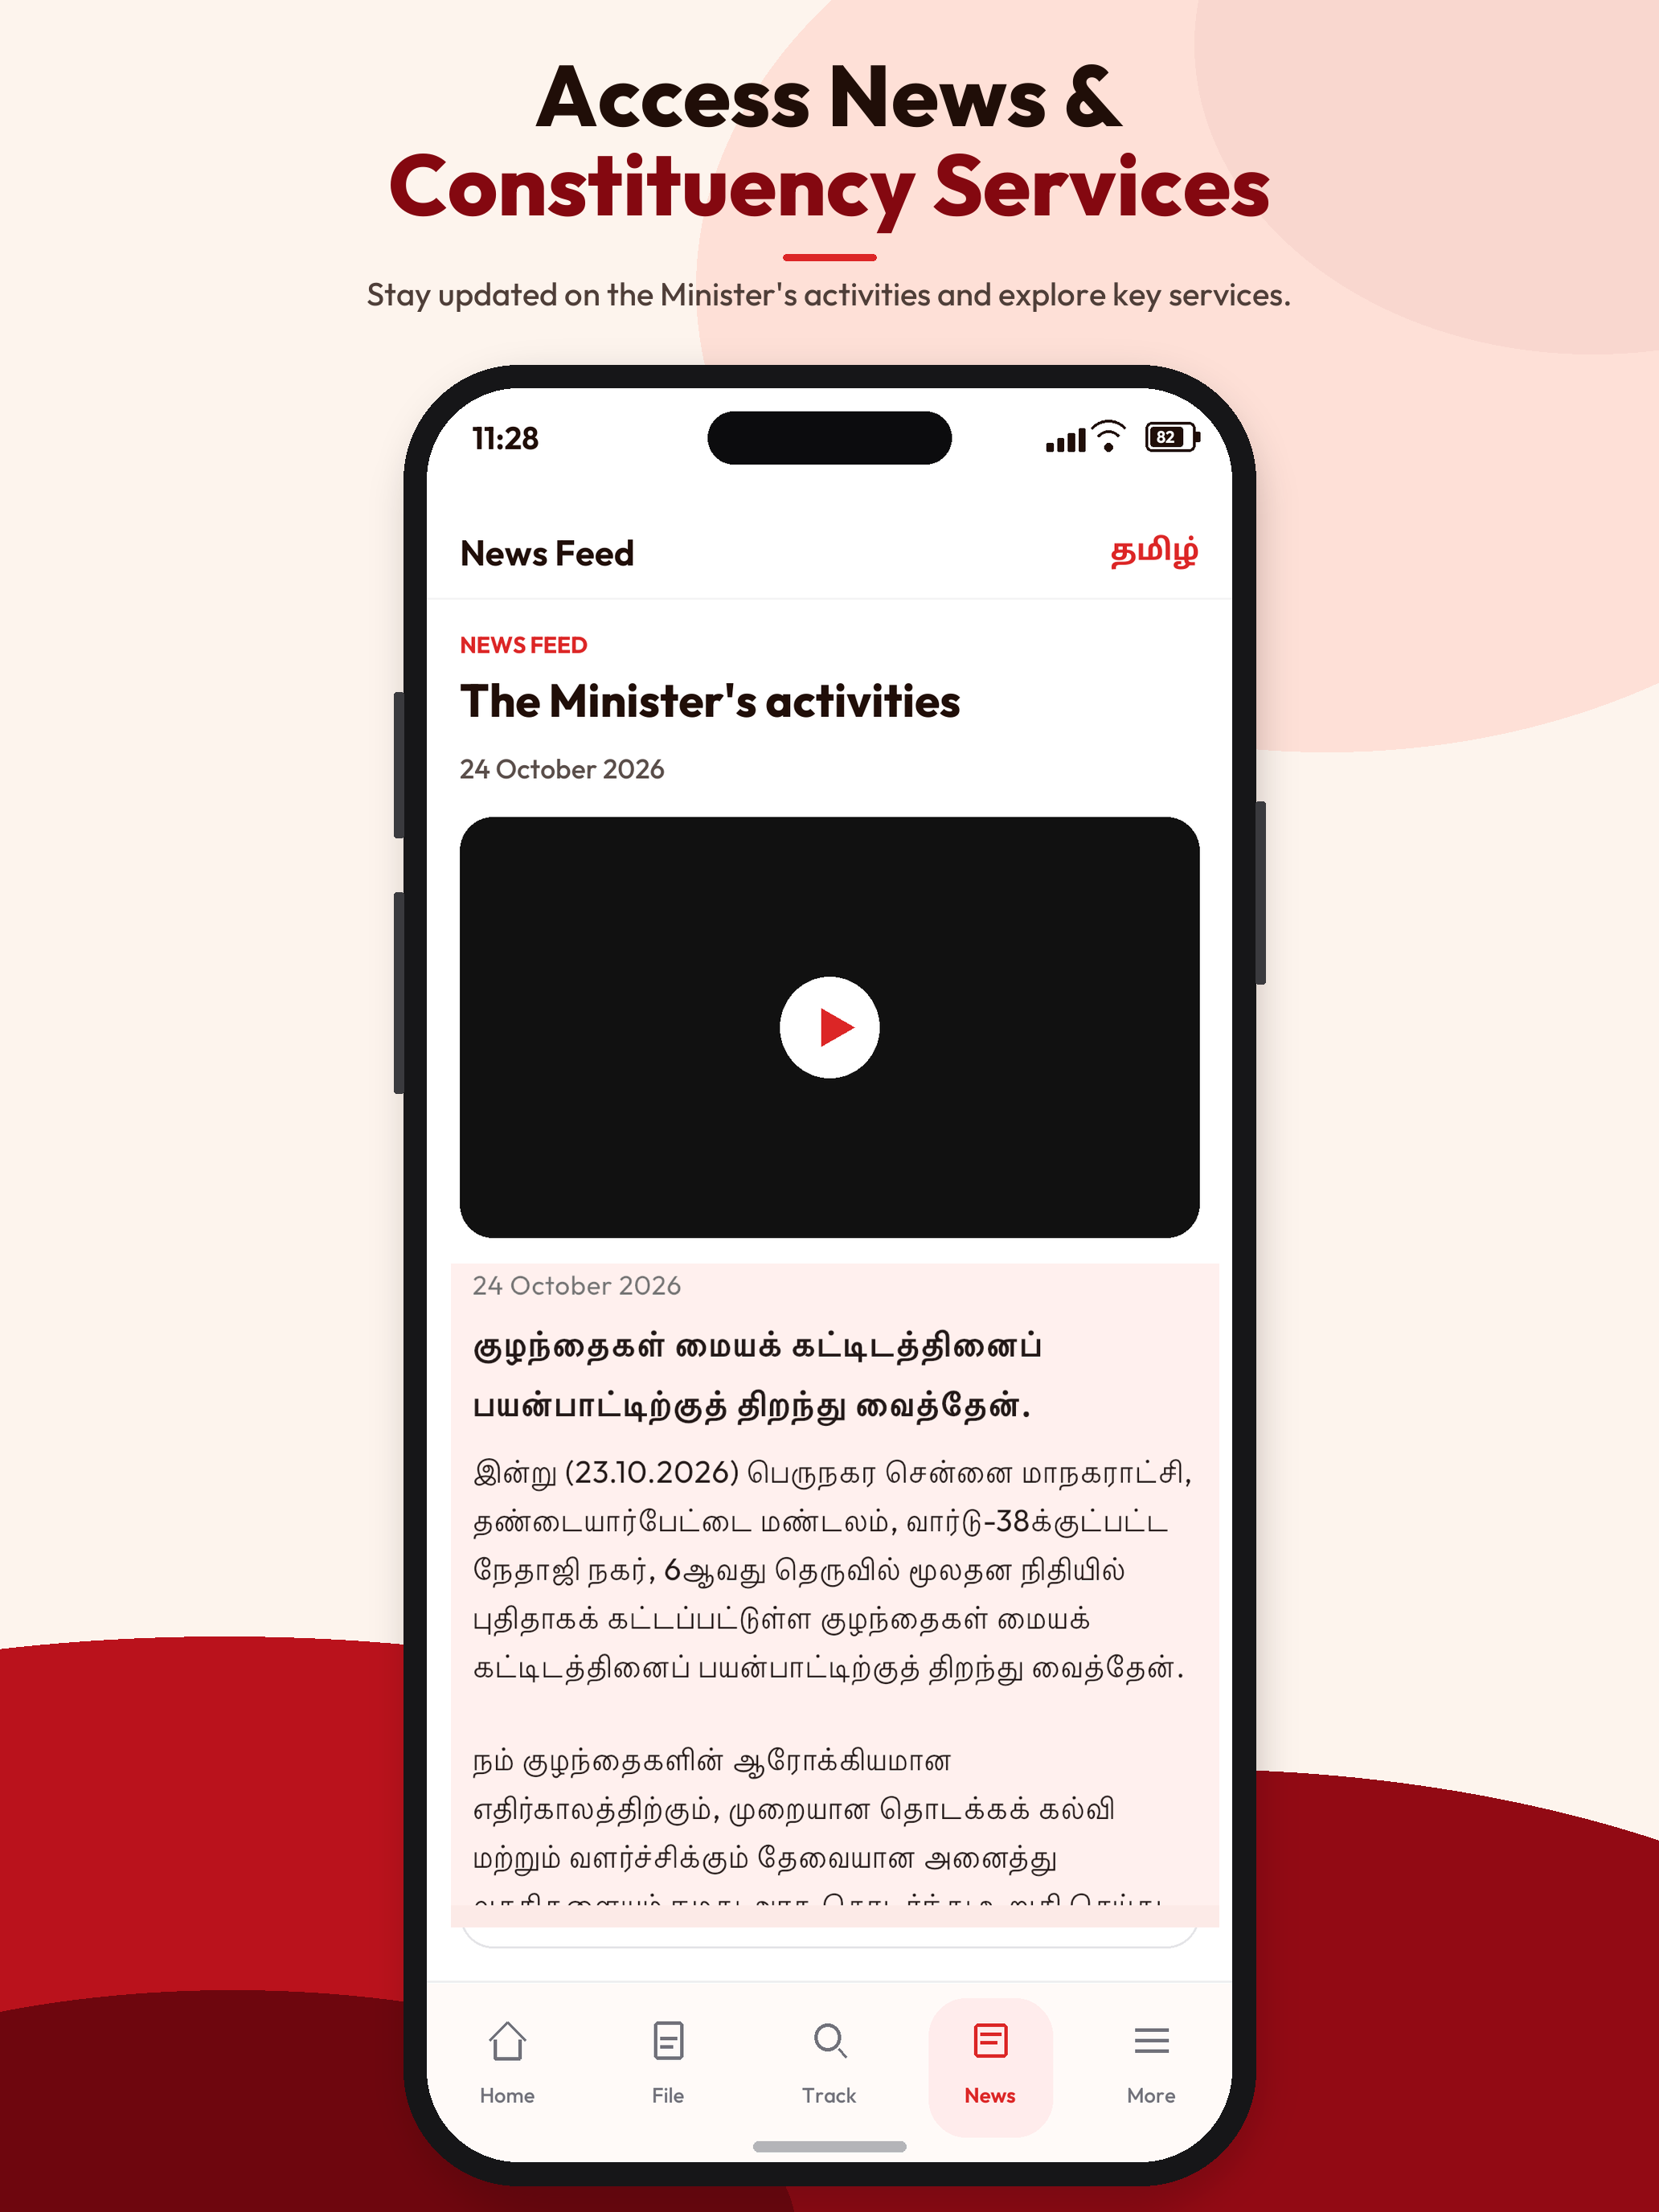 Access News &
Constituency Services
Stay updated on the Minister's activities and explore key services.
11:28
82
News Feed
தமிழ்
NEWS FEED
The Minister's activities
24 October 2026
24 October 2026
குழந்தைகள் மையக் கட்டிடத்தினைப்
பயன்பாட்டிற்குத் திறந்து வைத்தேன்.
இன்று (23.10.2026) பெருநகர சென்னை மாநகராட்சி,
தண்டையார்பேட்டை மண்டலம், வார்டு-38க்குட்பட்ட
நேதாஜி நகர், 6ஆவது தெருவில் மூலதன நிதியில்
புதிதாகக் கட்டப்பட்டுள்ள குழந்தைகள் மையக்
கட்டிடத்தினைப் பயன்பாட்டிற்குத் திறந்து வைத்தேன்.
நம் குழந்தைகளின் ஆரோக்கியமான
எதிர்காலத்திற்கும், முறையான தொடக்கக் கல்வி
மற்றும் வளர்ச்சிக்கும் தேவையான அனைத்து
Home
File
Track
News
More